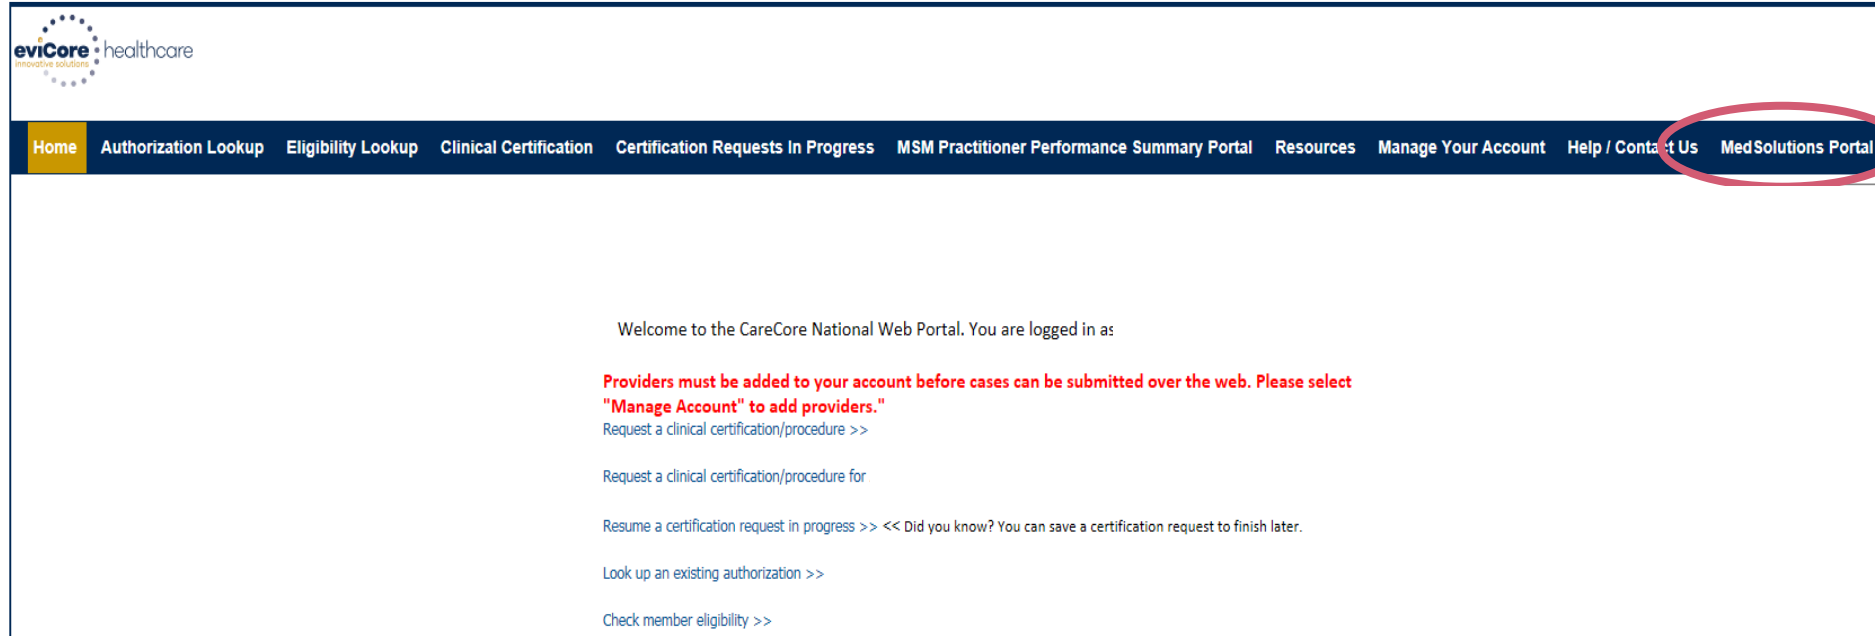 eviCore healthcare
innovative solutions
Home Authorization Lookup Eligibility Lookup Clinical Certification Certification Requests In Progress MSM Practitioner Performance Summary Portal Resources Manage Your Account Help / Contact Us MedSolutions Portal
Welcome to the CareCore National Web Portal. You are logged in as
Providers must be added to your account before cases can be submitted over the web. Please select
"Manage Account" to add providers."
Request a clinical certification/procedure >>
Request a clinical certification/procedure for
Resume a certification request in progress >> << Did you know? You can save a certification request to finish later.
Look up an existing authorization >>
Check member eligibility >>